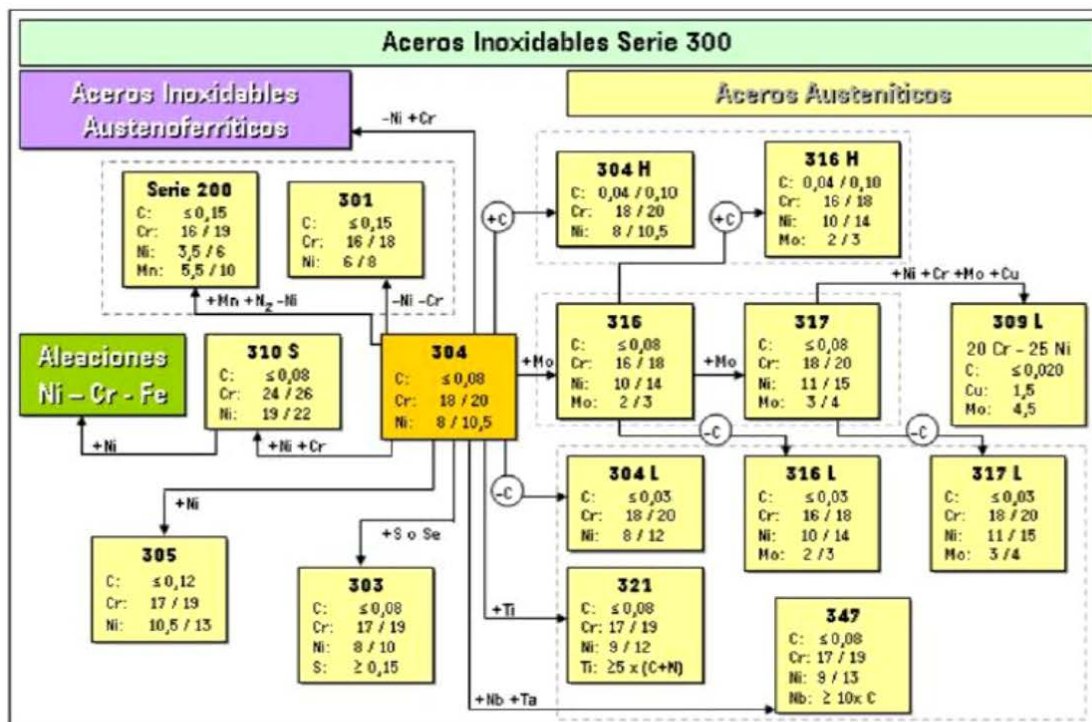 Aceros Inoxidables Serie 300
Aceros Inoxidables
Austenoferríticos
Aceros Austeníticos
-Ni +Cr
Serie 200
C: ≤0,15
Cr: 16 / 19
Ni: 3,5 / 6
Mn: 5,5 / 10
301
C: ≤0,15
Cr: 16 / 18
Ni: 6 / 8
304 H
C: 0,04 / 0,10
Cr: 18 / 20
Ni: 8 / 10,5
316 H
C: 0,04 / 0,10
Cr: 16 / 18
Ni: 10 / 14
Mo: 2 / 3
+C
+C
+Mn +N2 -Ni
-Ni -Cr
+Ni +Cr +Mo +Cu
Aleaciones
Ni – Cr - Fe
310 S
C: ≤0,08
Cr: 24 / 26
Ni: 19 / 22
304
C: ≤0,08
Cr: 18 / 20
Ni: 8 / 10,5
+Mo
316
C: ≤0,08
Cr: 16 / 18
Ni: 10 / 14
Mo: 2 / 3
+Mo
317
C: ≤0,08
Cr: 18 / 20
Ni: 11 / 15
Mo: 3 / 4
309 L
20 Cr - 25 Ni
C: ≤0,020
Cu: 1,5
Mo: 4,5
+Ni
+Ni +Cr
-C
-C
-C
304 L
C: ≤0,03
Cr: 18 / 20
Ni: 8 / 12
316 L
C: ≤0,03
Cr: 16 / 18
Ni: 10 / 14
Mo: 2 / 3
317 L
C: ≤0,03
Cr: 18 / 20
Ni: 11 / 15
Mo: 3 / 4
+Ni
+S o Se
305
C: ≤0,12
Cr: 17 / 19
Ni: 10,5 / 13
303
C: ≤0,08
Cr: 17 / 19
Ni: 8 / 10
S: ≥ 0,15
+Ti
321
C: ≤0,08
Cr: 17 / 19
Ni: 9 / 12
Ti: ≥5 x (C+N)
347
C: ≤0,08
Cr: 17 / 19
Ni: 9 / 13
Nb: ≥ 10x C
+Nb +Ta